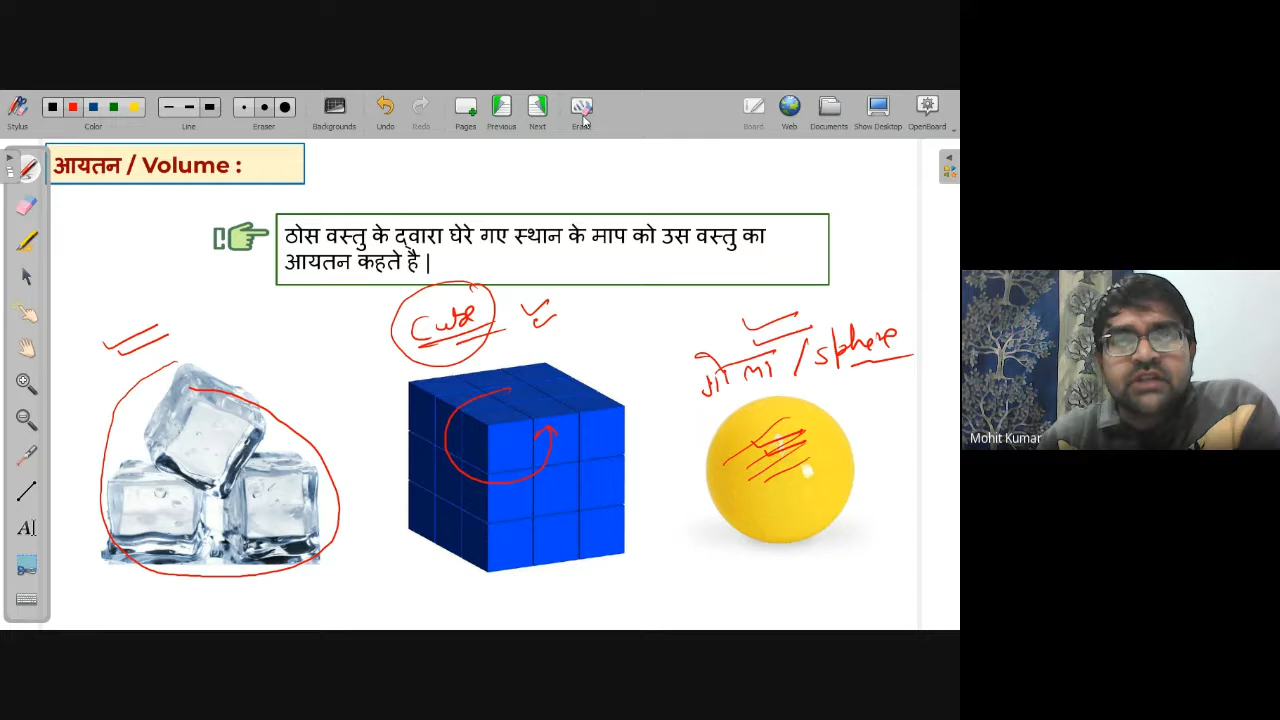 Stylus
Color
Line
Eraser
Backgrounds
Undo
Redo
Pages
Previous
Next
Erase
Board
Web
Documents
Show Desktop
OpenBoard
आयतन / Volume :
ठोस वस्तु के द्वारा घेरे गए स्थान के माप को उस वस्तु का
आयतन कहते है |
Cube
गोला / sphere
Mohit Kumar